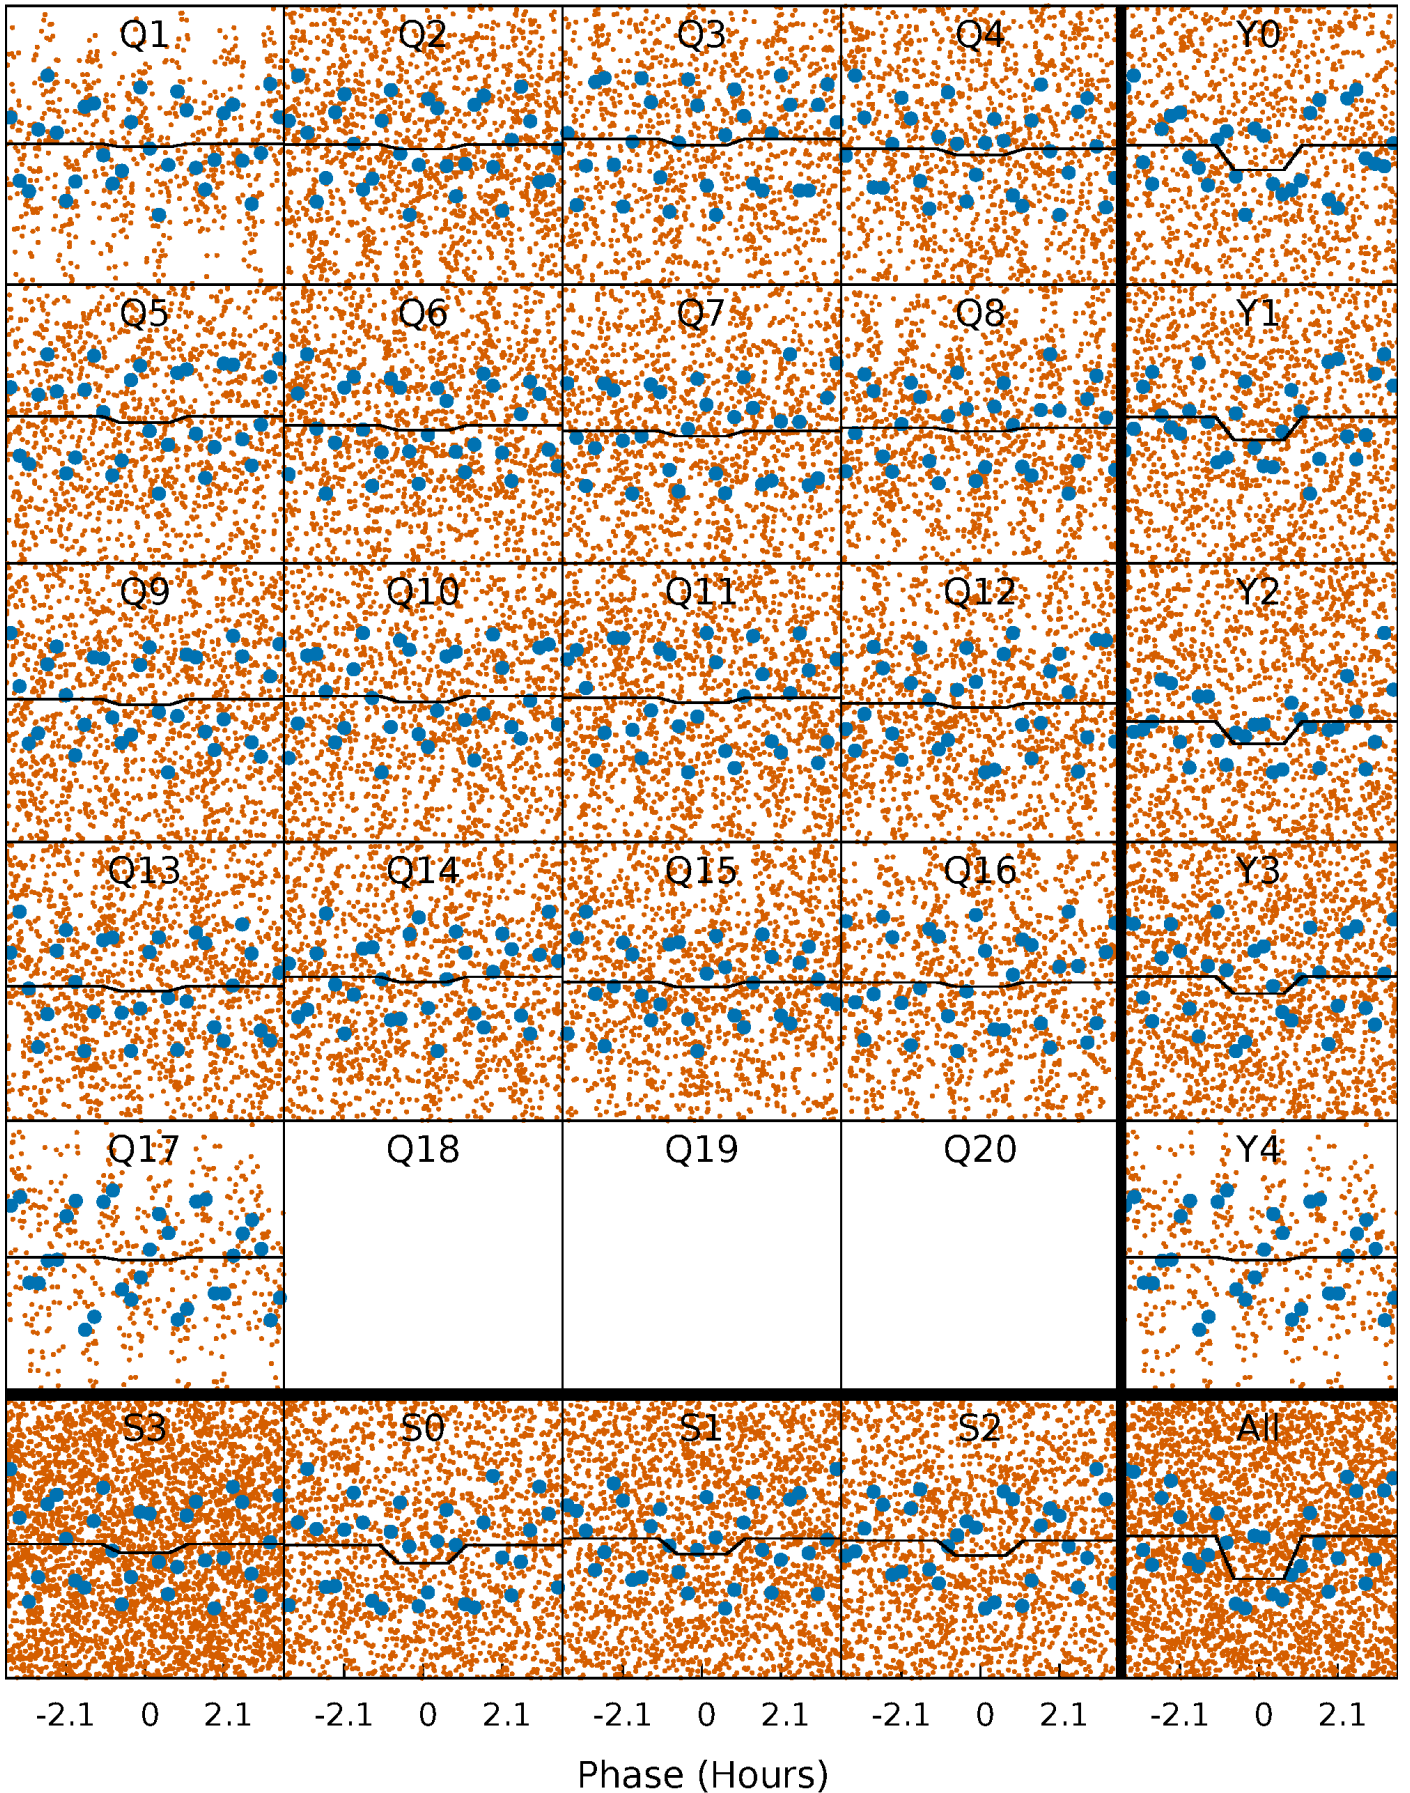 Q1 Q2 Q3 Q4 Y0
Q5 Q6 Q7 Q8 Y1
Q9 Q10 Q11 Q12 Y2
Q13 Q14 Q15 Q16 Y3
Q17 Q18 Q19 Q20 Y4
S3 S0 S1 S2 All
-2.1 0 2.1 -2.1 0 2.1 -2.1 0 2.1 -2.1 0 2.1 -2.1 0 2.1
Phase (Hours)